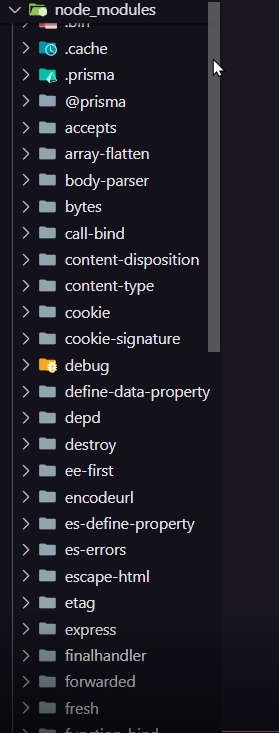 node_modules
.bin
.cache
.prisma
@prisma
accepts
array-flatten
body-parser
bytes
call-bind
content-disposition
content-type
cookie
cookie-signature
debug
define-data-property
depd
destroy
ee-first
encodeurl
es-define-property
es-errors
escape-html
etag
express
finalhandler
forwarded
fresh
function-bind